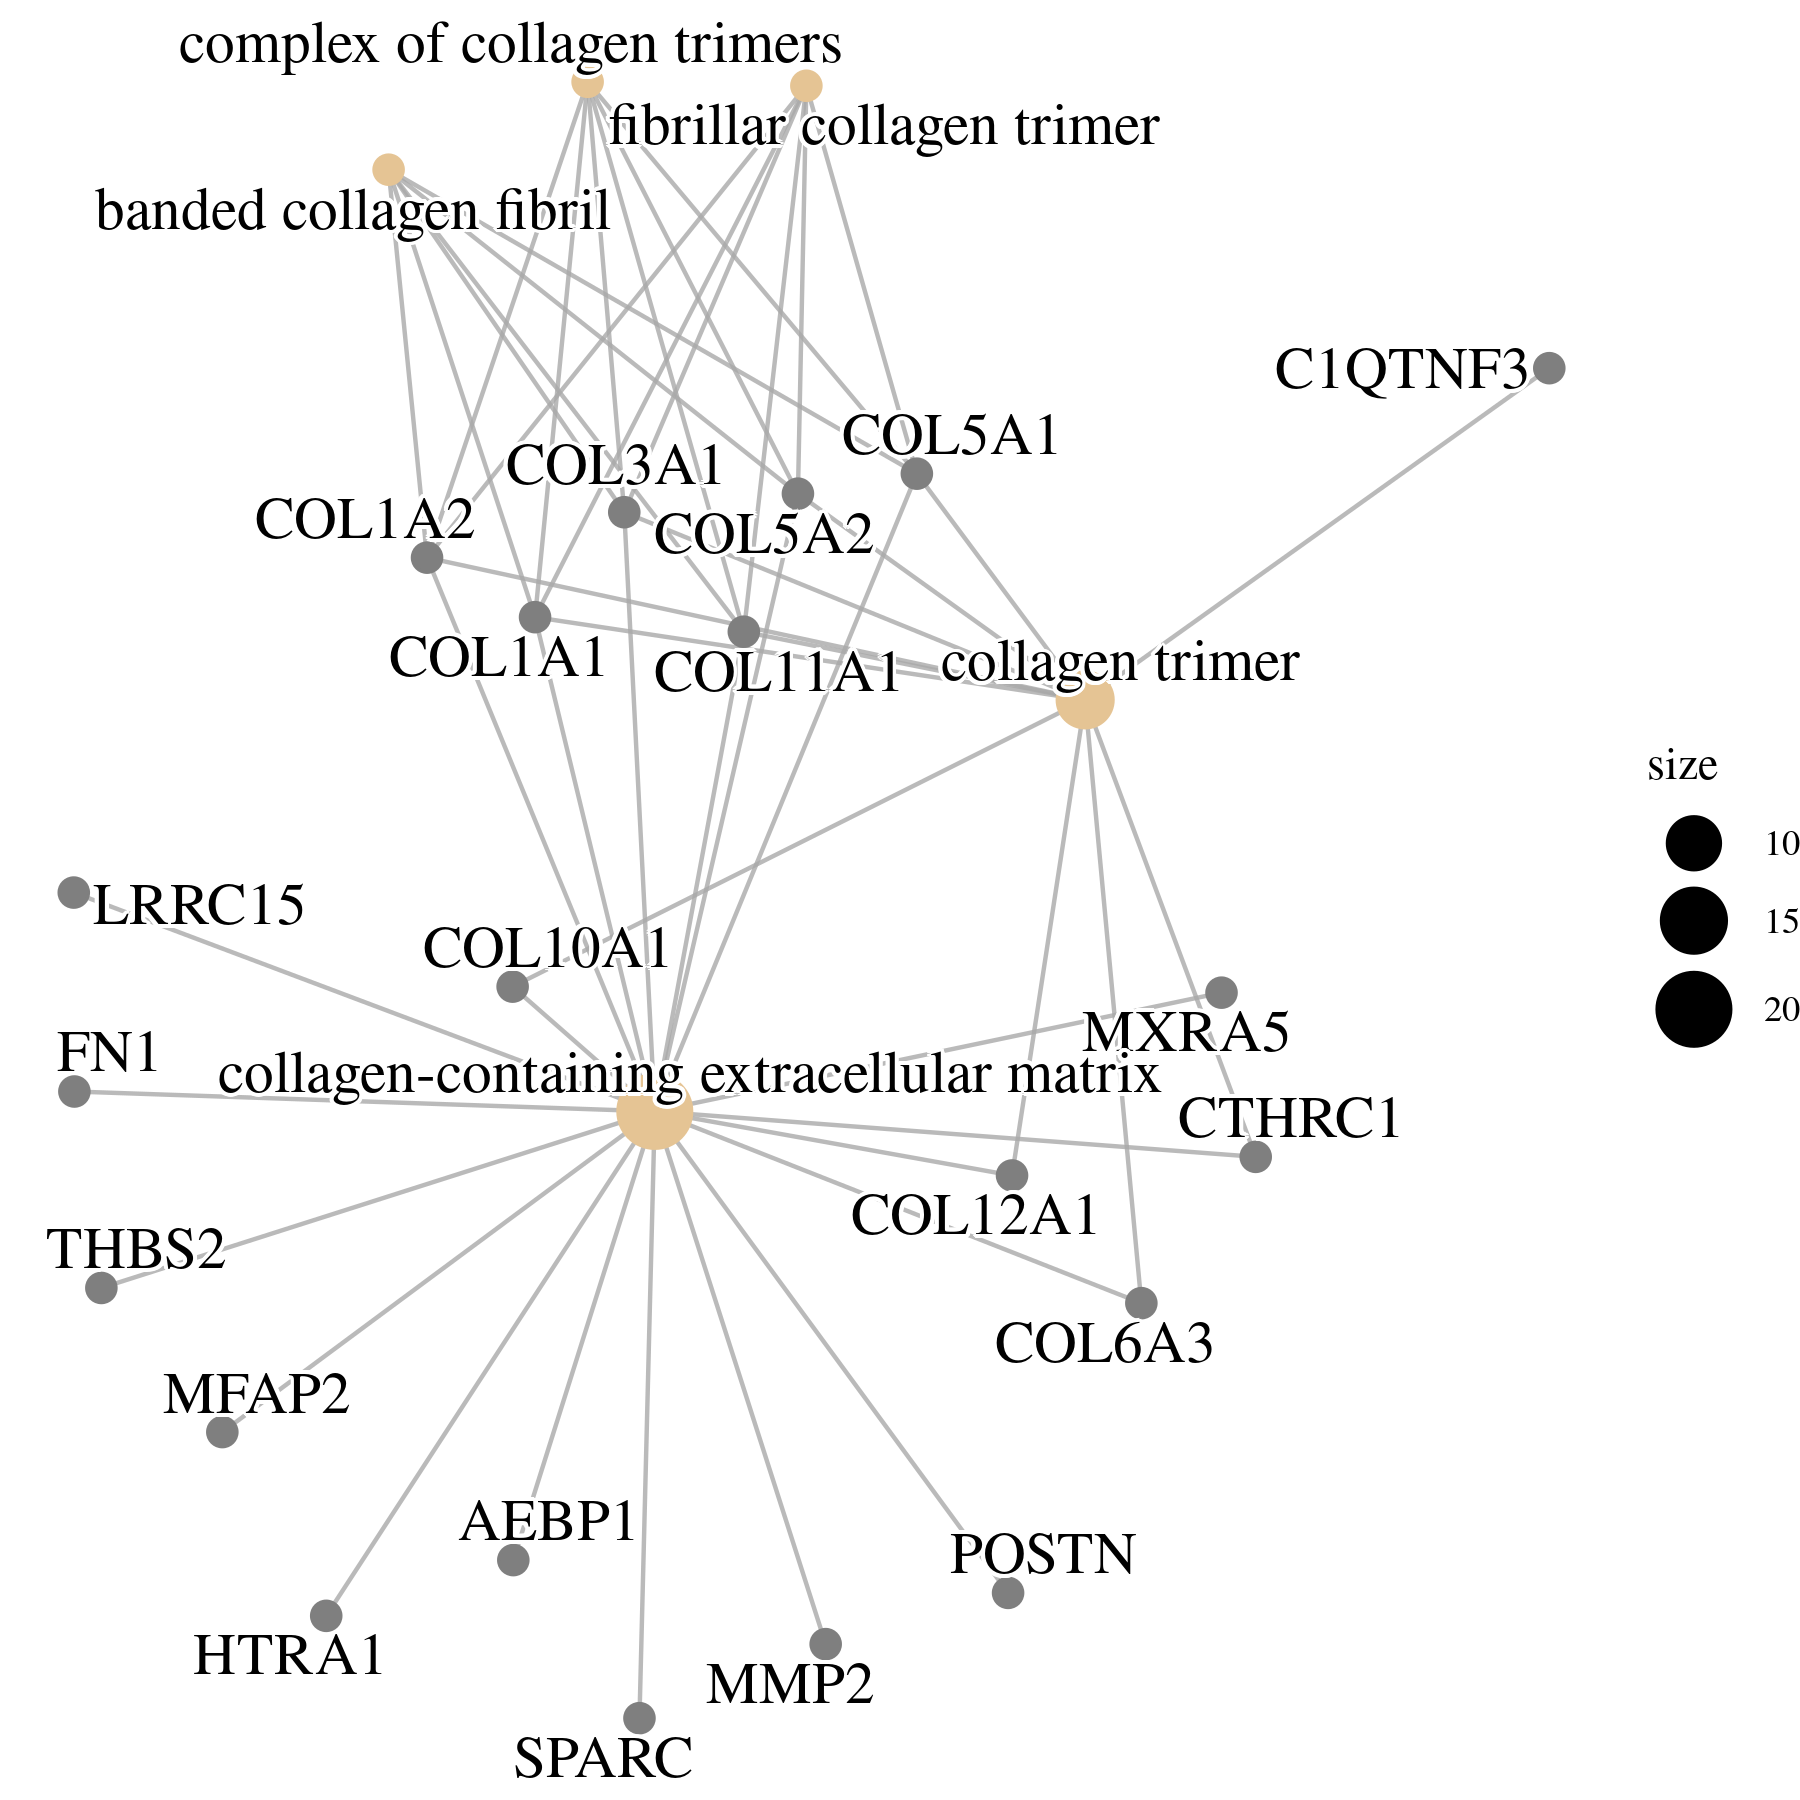 complex of collagen trimers
fibrillar collagen trimer
banded collagen fibril
C1QTNF3
COL5A1
COL3A1
COL1A2
COL5A2
COL1A1
COL11A1
collagen trimer
size
10
15
20
LRRC15
COL10A1
MXRA5
FN1
collagen-containing extracellular matrix
CTHRC1
COL12A1
THBS2
COL6A3
MFAP2
AEBP1
POSTN
HTRA1
MMP2
SPARC